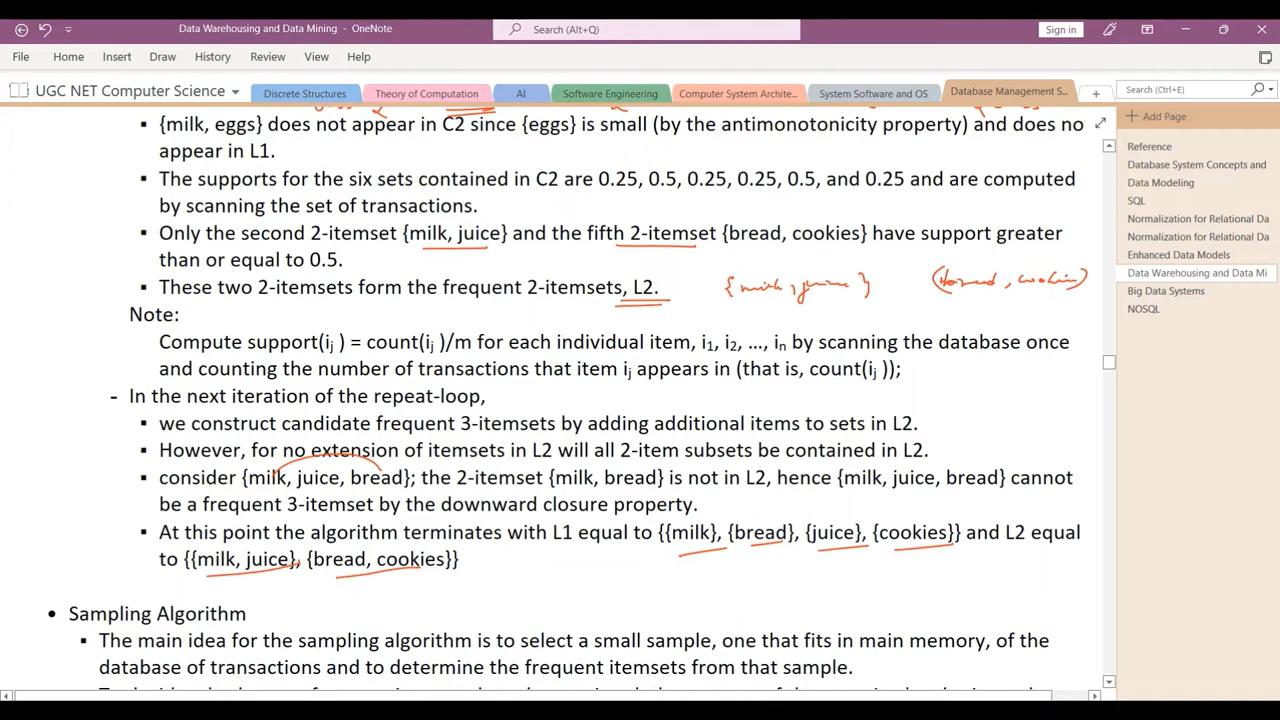 Data Warehousing and Data Mining - OneNote
Search (Alt+Q)
Sign in
File Home Insert Draw History Review View Help
UGC NET Computer Science
Discrete Structures Theory of Computation AI Software Engineering Computer System Archite... System Software and OS Database Management S...
Search (Ctrl+E)
▪ {milk, eggs} does not appear in C2 since {eggs} is small (by the antimonotonicity property) and does no
appear in L1.
▪ The supports for the six sets contained in C2 are 0.25, 0.5, 0.25, 0.25, 0.5, and 0.25 and are computed
by scanning the set of transactions.
▪ Only the second 2-itemset {milk, juice} and the fifth 2-itemset {bread, cookies} have support greater
than or equal to 0.5.
▪ These two 2-itemsets form the frequent 2-itemsets, L2. {milk, juice} {bread, cookies}
Note:
Compute support(ij ) = count(ij )/m for each individual item, i1, i2, ..., in by scanning the database once
and counting the number of transactions that item ij appears in (that is, count(ij ));
- In the next iteration of the repeat-loop,
▪ we construct candidate frequent 3-itemsets by adding additional items to sets in L2.
▪ However, for no extension of itemsets in L2 will all 2-item subsets be contained in L2.
▪ consider {milk, juice, bread}; the 2-itemset {milk, bread} is not in L2, hence {milk, juice, bread} cannot
be a frequent 3-itemset by the downward closure property.
▪ At this point the algorithm terminates with L1 equal to {{milk}, {bread}, {juice}, {cookies}} and L2 equal
to {{milk, juice}, {bread, cookies}}
• Sampling Algorithm
▪ The main idea for the sampling algorithm is to select a small sample, one that fits in main memory, of the
database of transactions and to determine the frequent itemsets from that sample.
Add Page
Reference
Database System Concepts and
Data Modeling
SQL
Normalization for Relational Da
Normalization for Relational Da
Enhanced Data Models
Data Warehousing and Data Mi
Big Data Systems
NOSQL